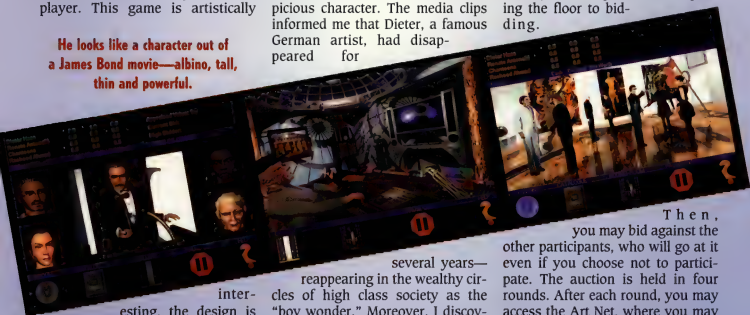 player. This game is artistically
He looks like a character out of
a James Bond movie—albino, tall,
thin and powerful.
inter-
esting, the design is
picious character. The media clips
informed me that Dieter, a famous
German artist, had disap-
peared for
several years—
reappearing in the wealthy cir-
cles of high class society as the
"boy wonder." Moreover, I discov-
ing the floor to bid-
ding.
Then,
you may bid against the
other participants, who will go at it
even if you choose not to partici-
pate. The auction is held in four
rounds. After each round, you may
access the Art Net, where you may